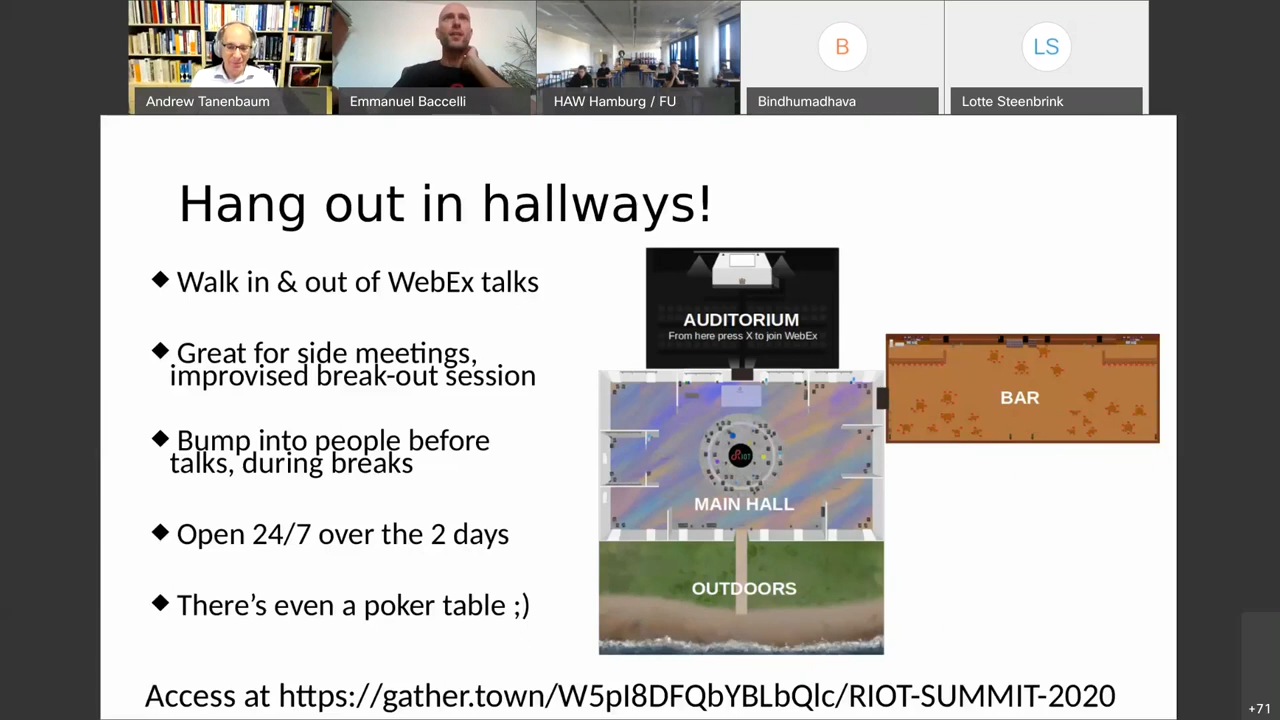 B
LS
Andrew Tanenbaum
Emmanuel Baccelli
HAW Hamburg / FU
Bindhumadhava
Lotte Steenbrink
Hang out in hallways!
Walk in & out of WebEx talks
Great for side meetings,
improvised break-out session
Bump into people before
talks, during breaks
Open 24/7 over the 2 days
There’s even a poker table ;)
AUDITORIUM
From here press X to join WebEx
BAR
RIOT
MAIN HALL
OUTDOORS
Access at https://gather.town/W5pI8DFQbYBLbQlc/RIOT-SUMMIT-2020
+71